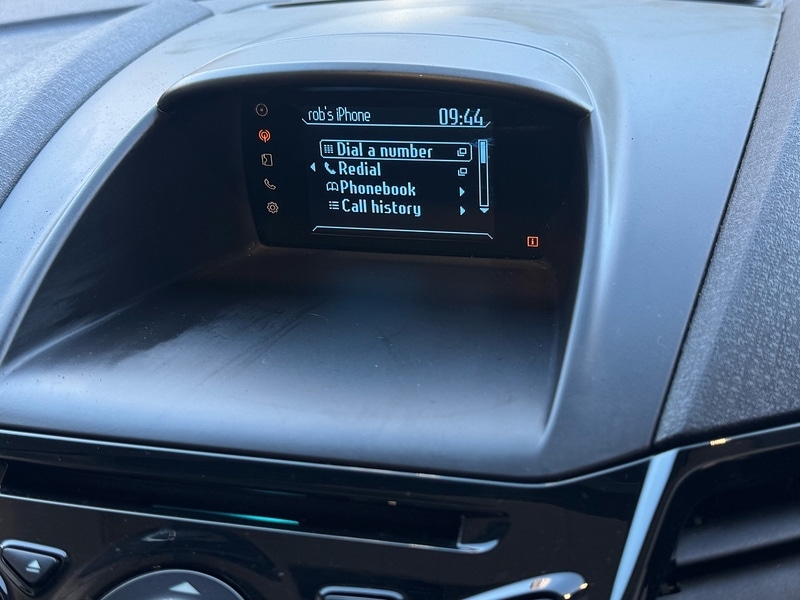 rob's iPhone 09:44
Dial a number
Redial
Phonebook
Call history